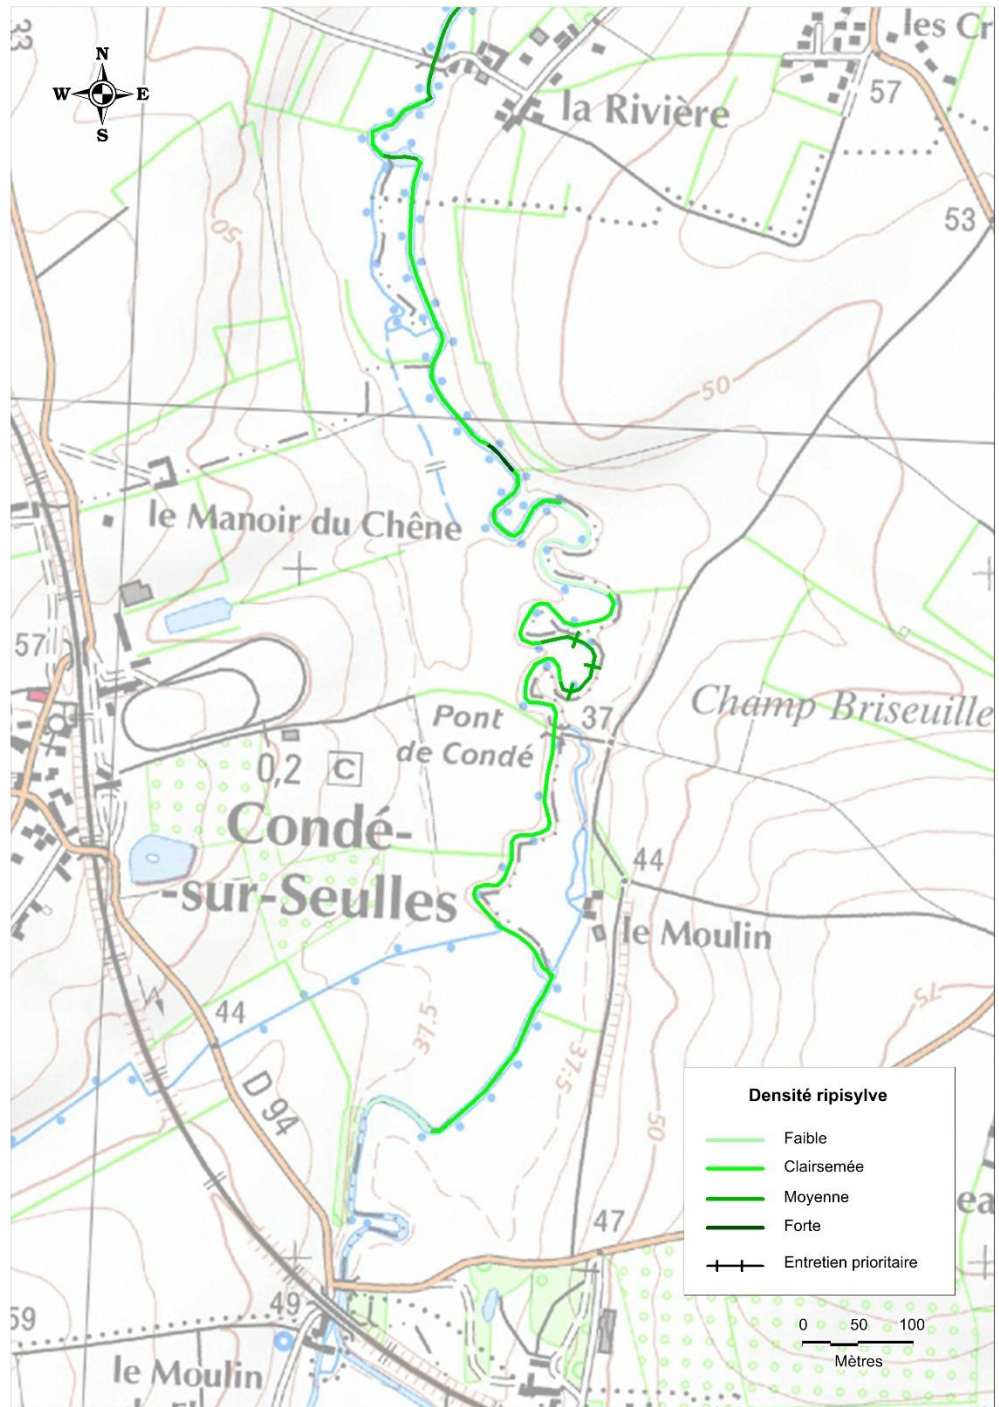 N
W E
S
les Cr
57
la Rivière
53
50
50
le Manoir du Chêne
57
Champ Briseuille
Pont
de Condé
37
0,2
C
Condé-
-sur-Seulles
44
le Moulin
75
44
37.5
37.5
D 94
50
47
49
59
le Moulin
ea
Densité ripisylve
Faible
Clairsemée
Moyenne
Forte
Entretien prioritaire
0 50 100
Mètres